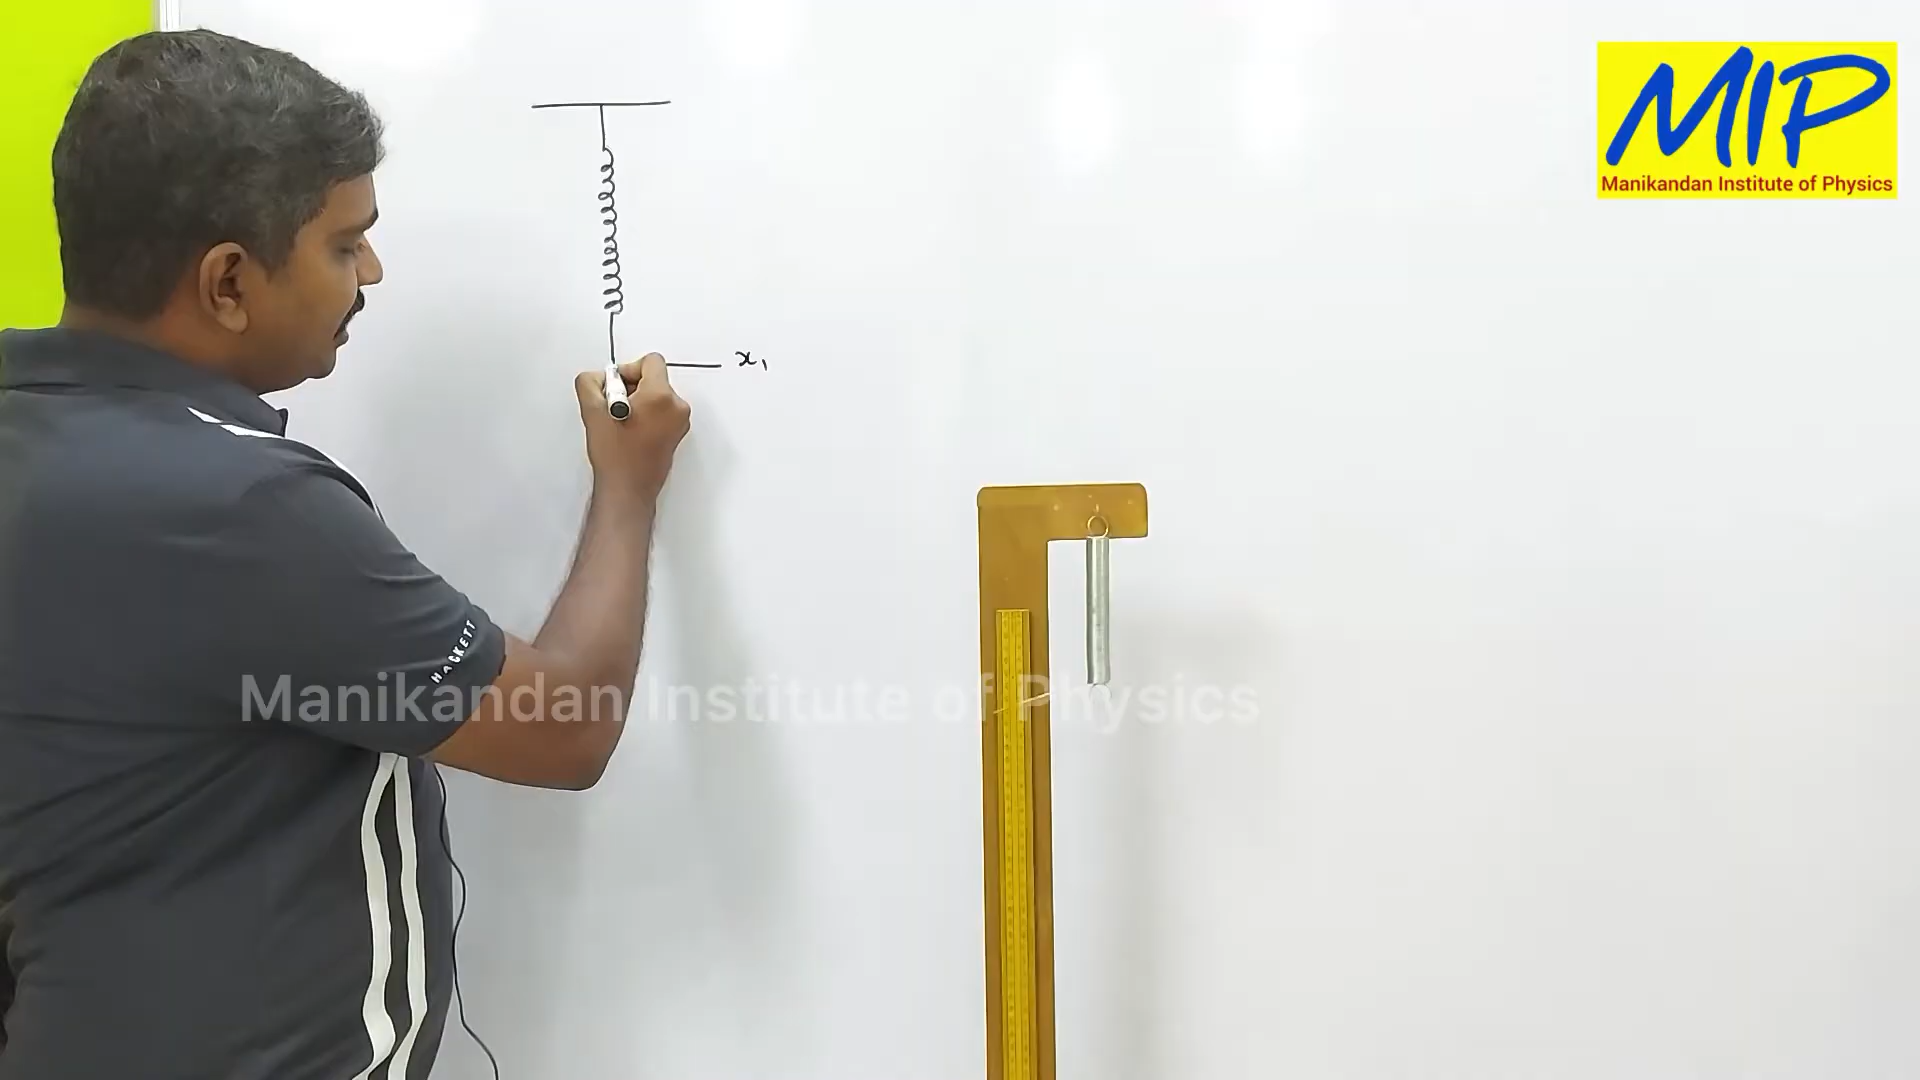 MIP
Manikandan Institute of Physics
x₁
HACKETT
Manikandan Institute of Physics